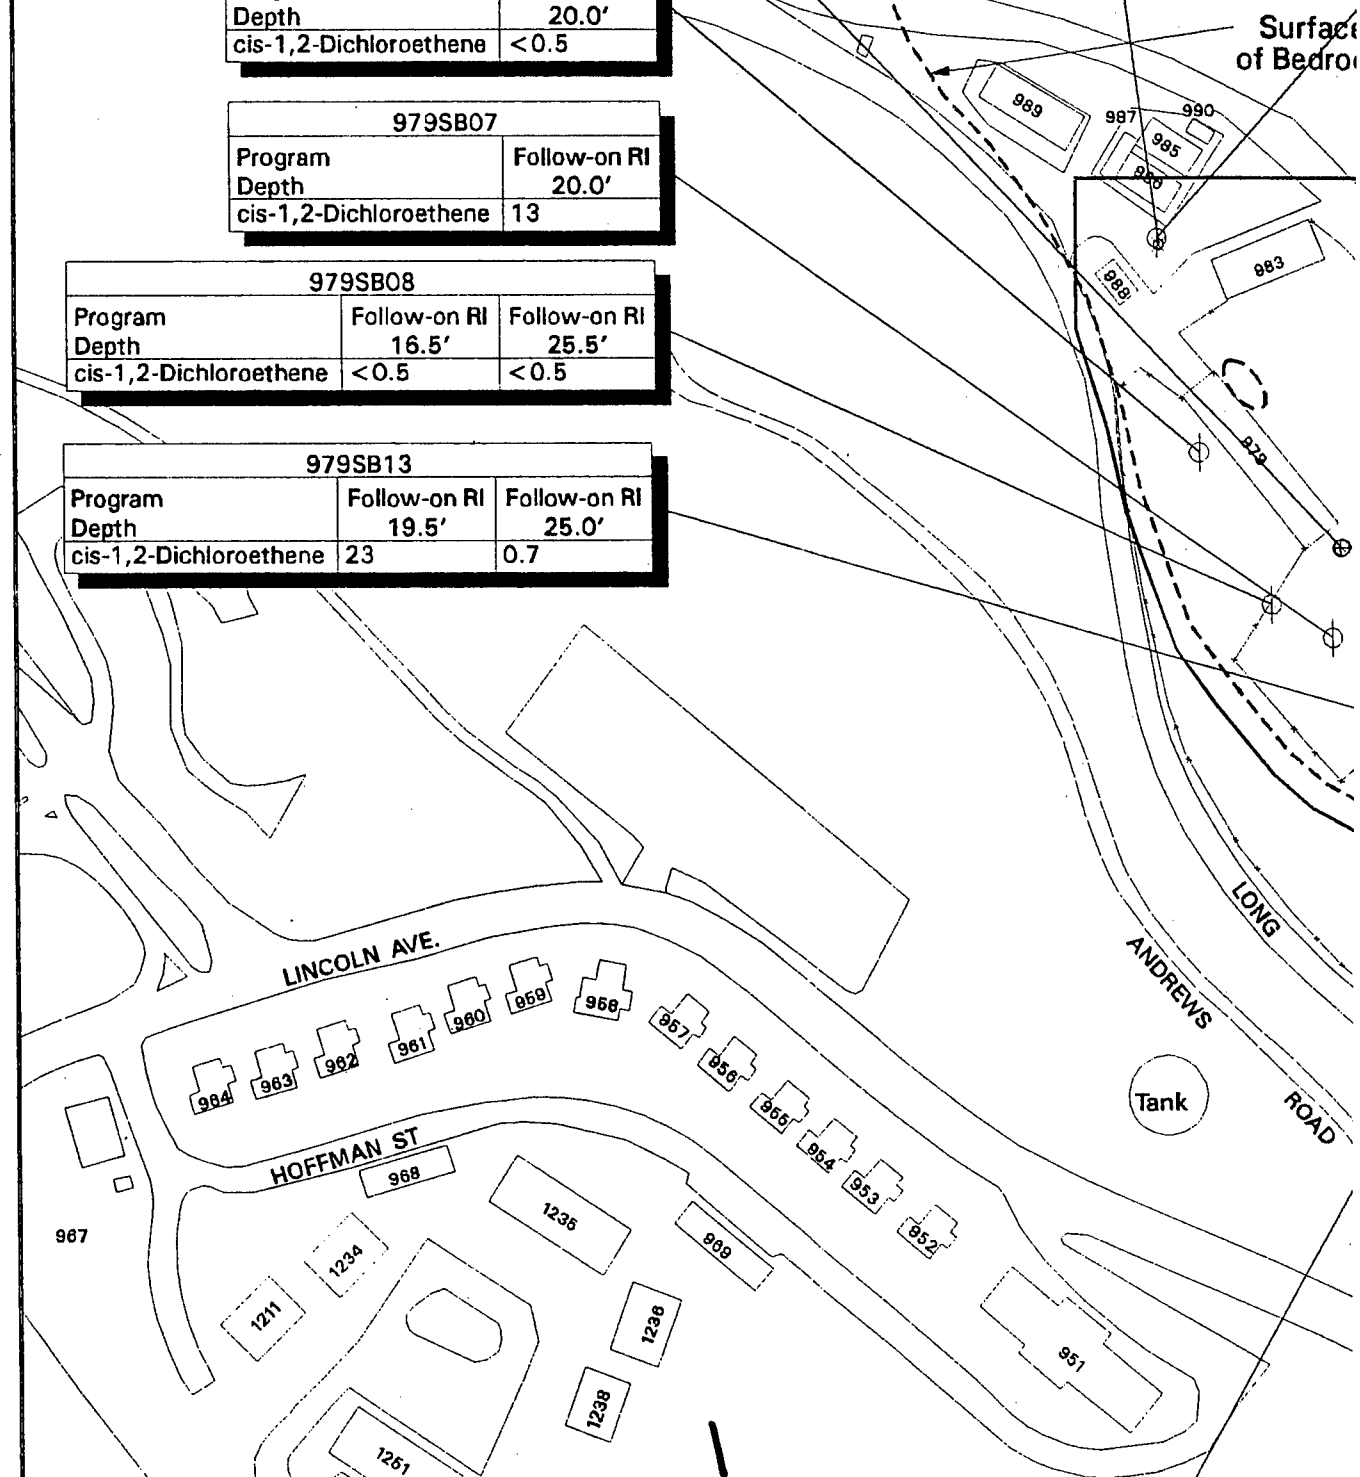 Depth 20.0'
cis-1,2-Dichloroethene <0.5
979SB07
Program Follow-on RI
Depth 20.0'
cis-1,2-Dichloroethene 13
979SB08
Program Follow-on RI Follow-on RI
Depth 16.5' 25.5'
cis-1,2-Dichloroethene <0.5 <0.5
979SB13
Program Follow-on RI Follow-on RI
Depth 19.5' 25.0'
cis-1,2-Dichloroethene 23 0.7
Surface
of Bedro
989
987
990
985
986
988
983
979
LONG
ANDREWS
ROAD
Tank
LINCOLN AVE.
964
963
962
961
960
959
958
957
956
955
954
953
952
951
HOFFMAN ST
968
967
1235
969
1234
1211
1236
1238
1251